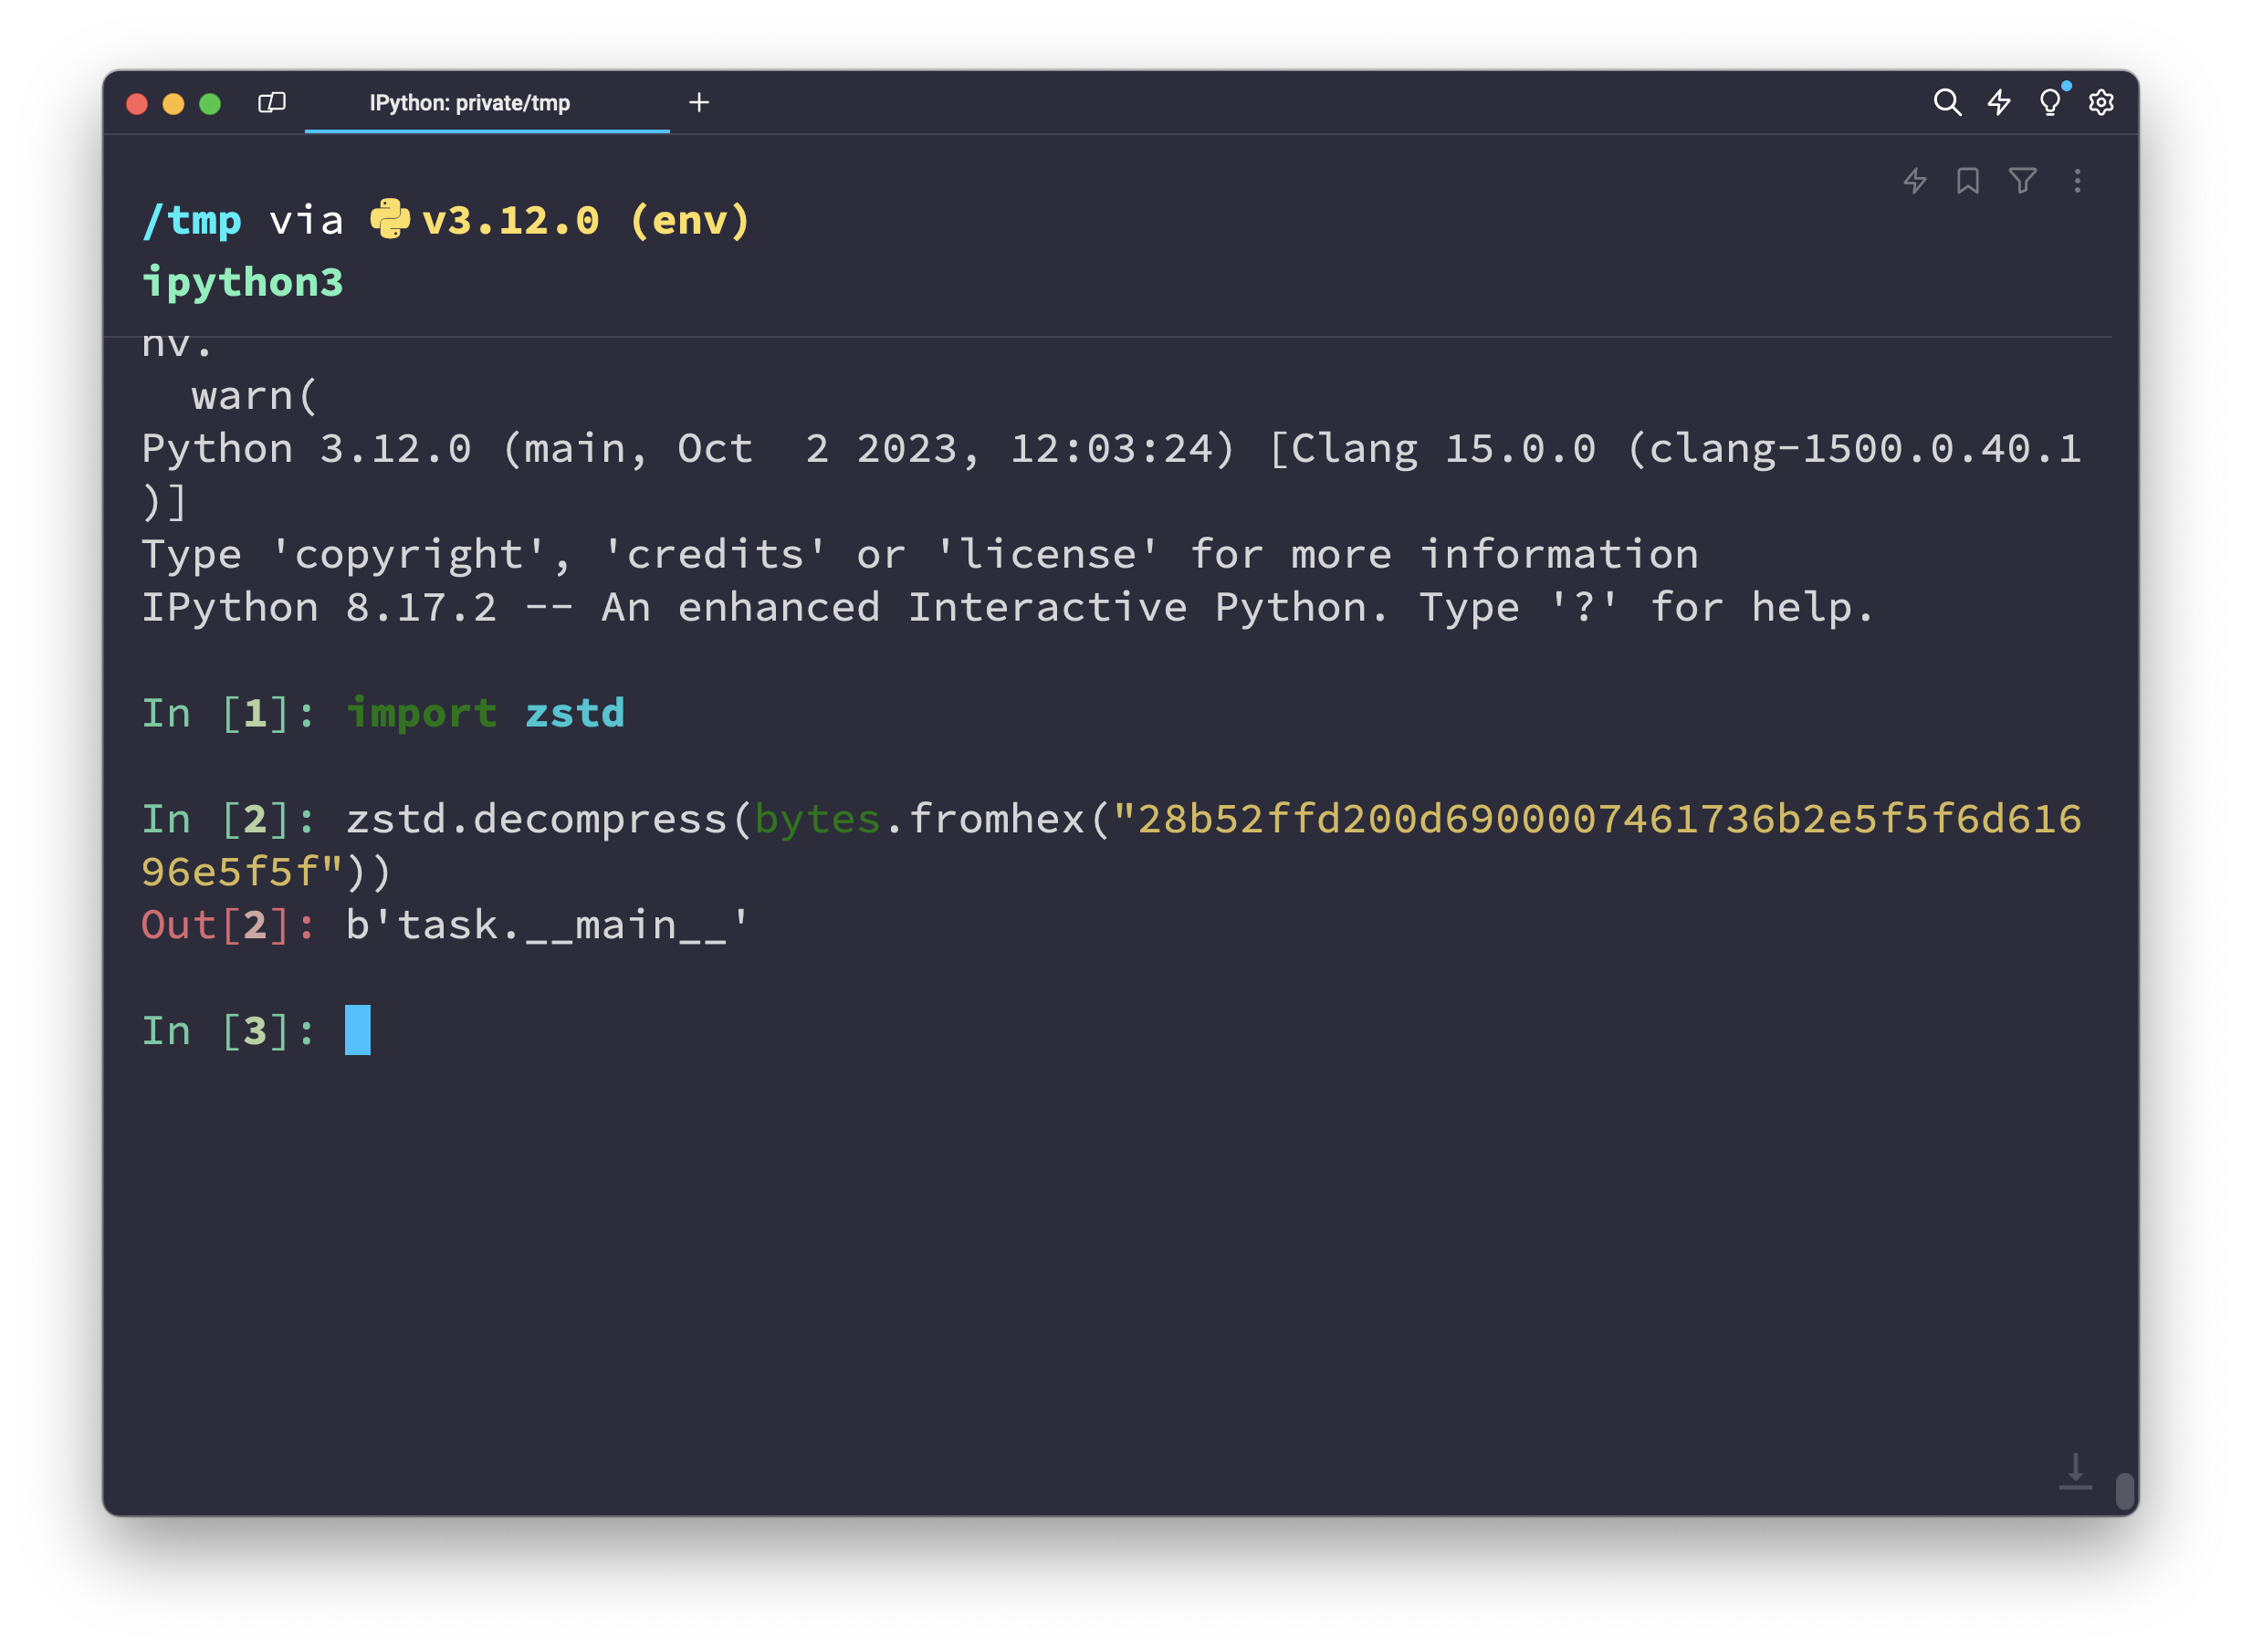 IPython: private/tmp
/tmp via v3.12.0 (env)
ipython3
nv.
  warn(
Python 3.12.0 (main, Oct  2 2023, 12:03:24) [Clang 15.0.0 (clang-1500.0.40.1
)]
Type 'copyright', 'credits' or 'license' for more information
IPython 8.17.2 -- An enhanced Interactive Python. Type '?' for help.
In [1]: import zstd
In [2]: zstd.decompress(bytes.fromhex("28b52ffd200d6900007461736b2e5f5f6d616
96e5f5f"))
Out[2]: b'task.__main__'
In [3]: